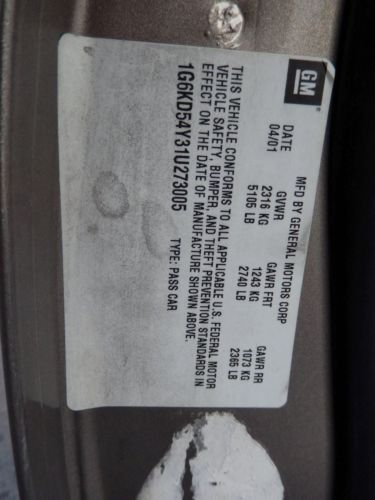 GM
MFD BY GENERAL MOTORS CORP
DATE GVWR GAWR FRT GAWR RR
04/01 2316 KG 1243 KG 1073 KG
5105 LB 2740 LB 2365 LB
THIS VEHICLE CONFORMS TO ALL APPLICABLE U.S. FEDERAL MOTOR
VEHICLE SAFETY, BUMPER, AND THEFT PREVENTION STANDARDS IN
EFFECT ON THE DATE OF MANUFACTURE SHOWN ABOVE.
1G6KD54Y31U273005 TYPE: PASS CAR